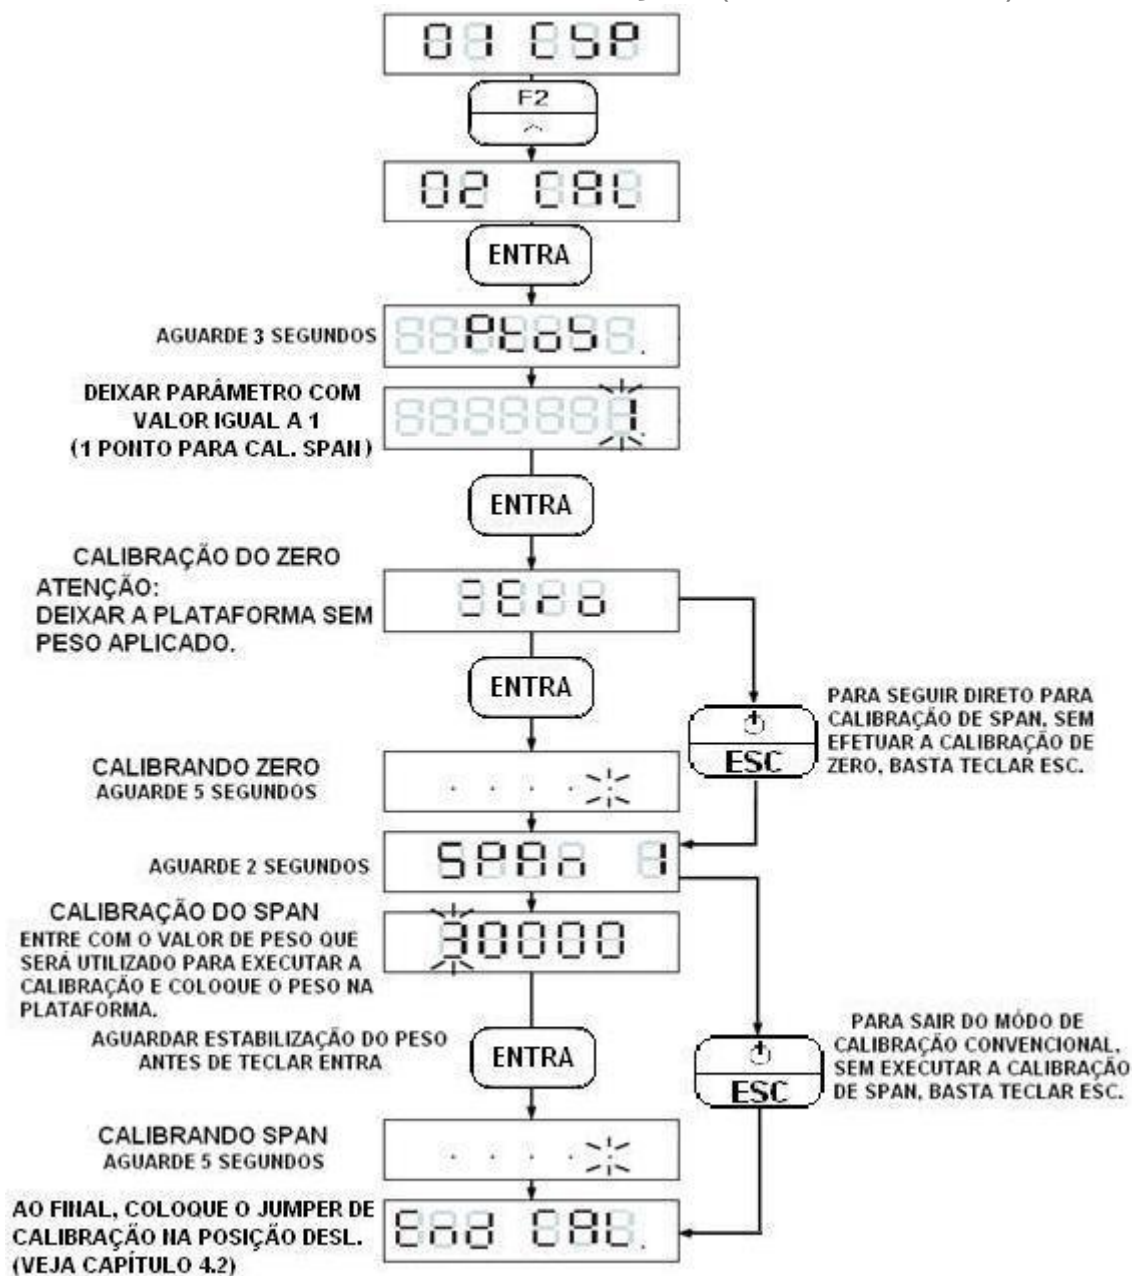 01 CSP
F2
02 CAL
ENTRA
AGUARDE 3 SEGUNDOS
PtoS
DEIXAR PARÂMETRO COM
VALOR IGUAL A 1
(1 PONTO PARA CAL. SPAN)
1
ENTRA
CALIBRAÇÃO DO ZERO
ATENÇÃO:
DEIXAR A PLATAFORMA SEM
PESO APLICADO.
ZEro
ENTRA
PARA SEGUIR DIRETO PARA
CALIBRAÇÃO DE SPAN, SEM
EFETUAR A CALIBRAÇÃO DE
ZERO, BASTA TECLAR ESC.
ESC
CALIBRANDO ZERO
AGUARDE 5 SEGUNDOS
AGUARDE 2 SEGUNDOS
SPAn 1
CALIBRAÇÃO DO SPAN
ENTRE COM O VALOR DE PESO QUE
SERÁ UTILIZADO PARA EXECUTAR A
CALIBRAÇÃO E COLOQUE O PESO NA
PLATAFORMA.
30000
AGUARDAR ESTABILIZAÇÃO DO PESO
ANTES DE TECLAR ENTRA
ENTRA
PARA SAIR DO MÓDO DE
CALIBRAÇÃO CONVENCIONAL,
SEM EXECUTAR A CALIBRAÇÃO
DE SPAN, BASTA TECLAR ESC.
ESC
CALIBRANDO SPAN
AGUARDE 5 SEGUNDOS
AO FINAL, COLOQUE O JUMPER DE
CALIBRAÇÃO NA POSIÇÃO DESL.
(VEJA CAPÍTULO 4.2)
End CAL.